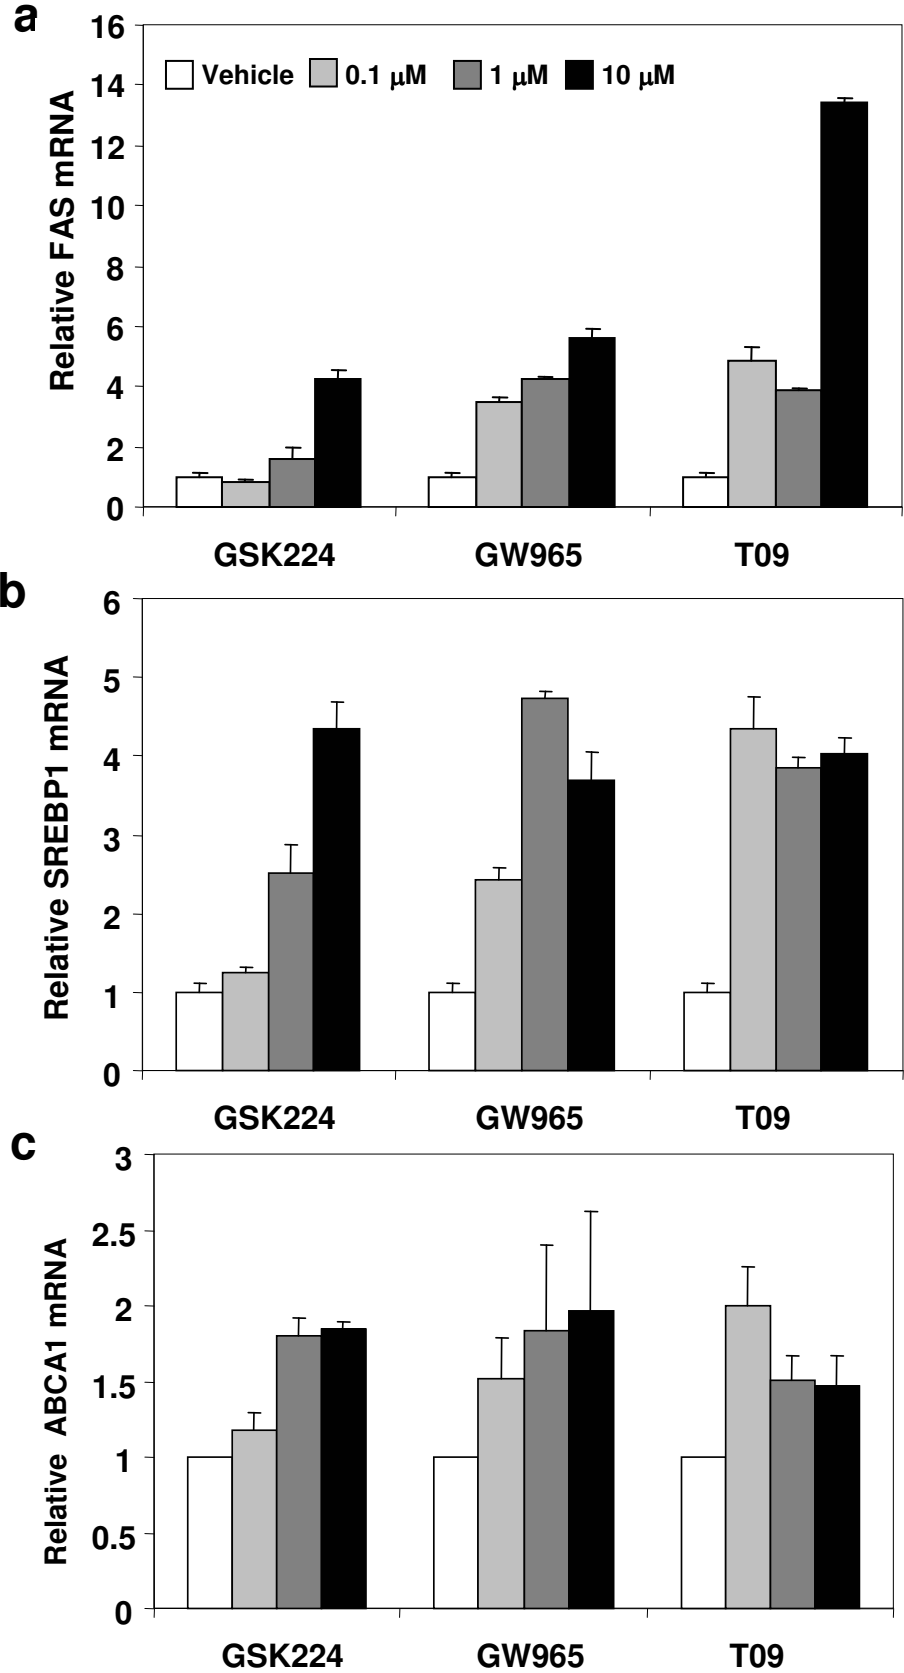 a
16
14
12
10
8
6
4
2
0
Relative FAS mRNA
Vehicle 0.1 μM 1 μM 10 μM
GSK224 GW965 T09
b
6
5
4
3
2
1
0
Relative SREBP1 mRNA
GSK224 GW965 T09
c
3
2.5
2
1.5
1
0.5
0
Relative ABCA1 mRNA
GSK224 GW965 T09